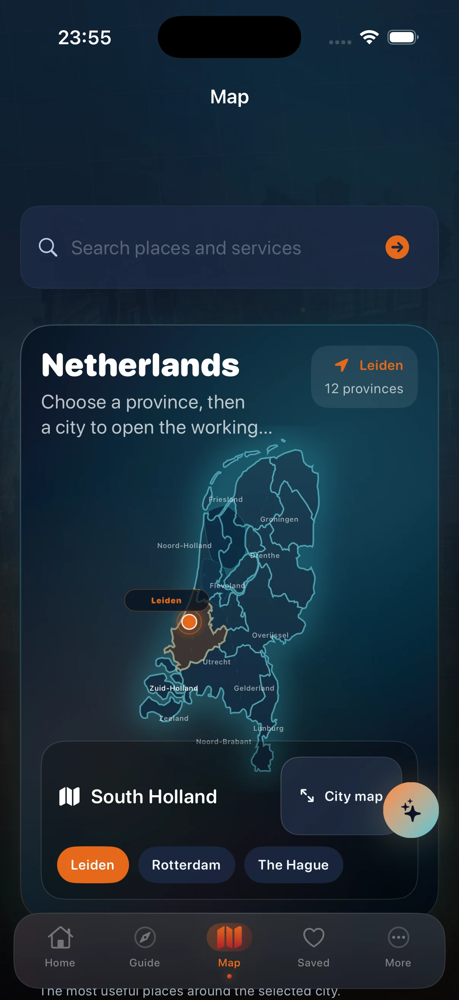 23:55
Map
Search places and services
Netherlands
Leiden
12 provinces
Choose a province, then
a city to open the working...
Friesland
Groningen
Noord-Holland
Drenthe
Flevoland
Leiden
Overijssel
Utrecht
Zuid-Holland
Gelderland
Zeeland
Limburg
Noord-Brabant
South Holland
City map
Leiden
Rotterdam
The Hague
Home
Guide
Map
Saved
More
The most useful places around the selected city.